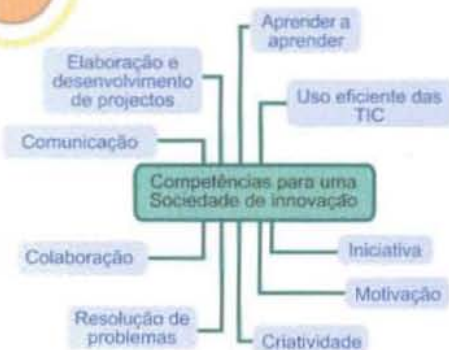 Aprender a
aprender
Elaboração e
desenvolvimento
de projectos
Uso eficiente das
TIC
Comunicação
Competências para uma
Sociedade de innovação
Colaboração
Iniciativa
Motivação
Resolução de
problemas
Criatividade